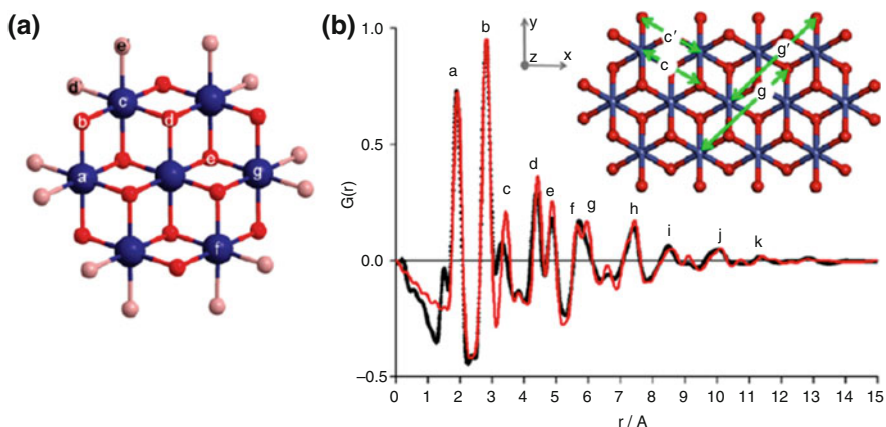 (a)
e'
d'
c
b
d
e
a
g
f
(b)
G(r)
1.0
0.5
0.0
−0.5
a
b
c
d
e
f
g
h
i
j
k
y
z
x
c'
c
g'
g
0 1 2 3 4 5 6 7 8 9 10 11 12 13 14 15
r / A